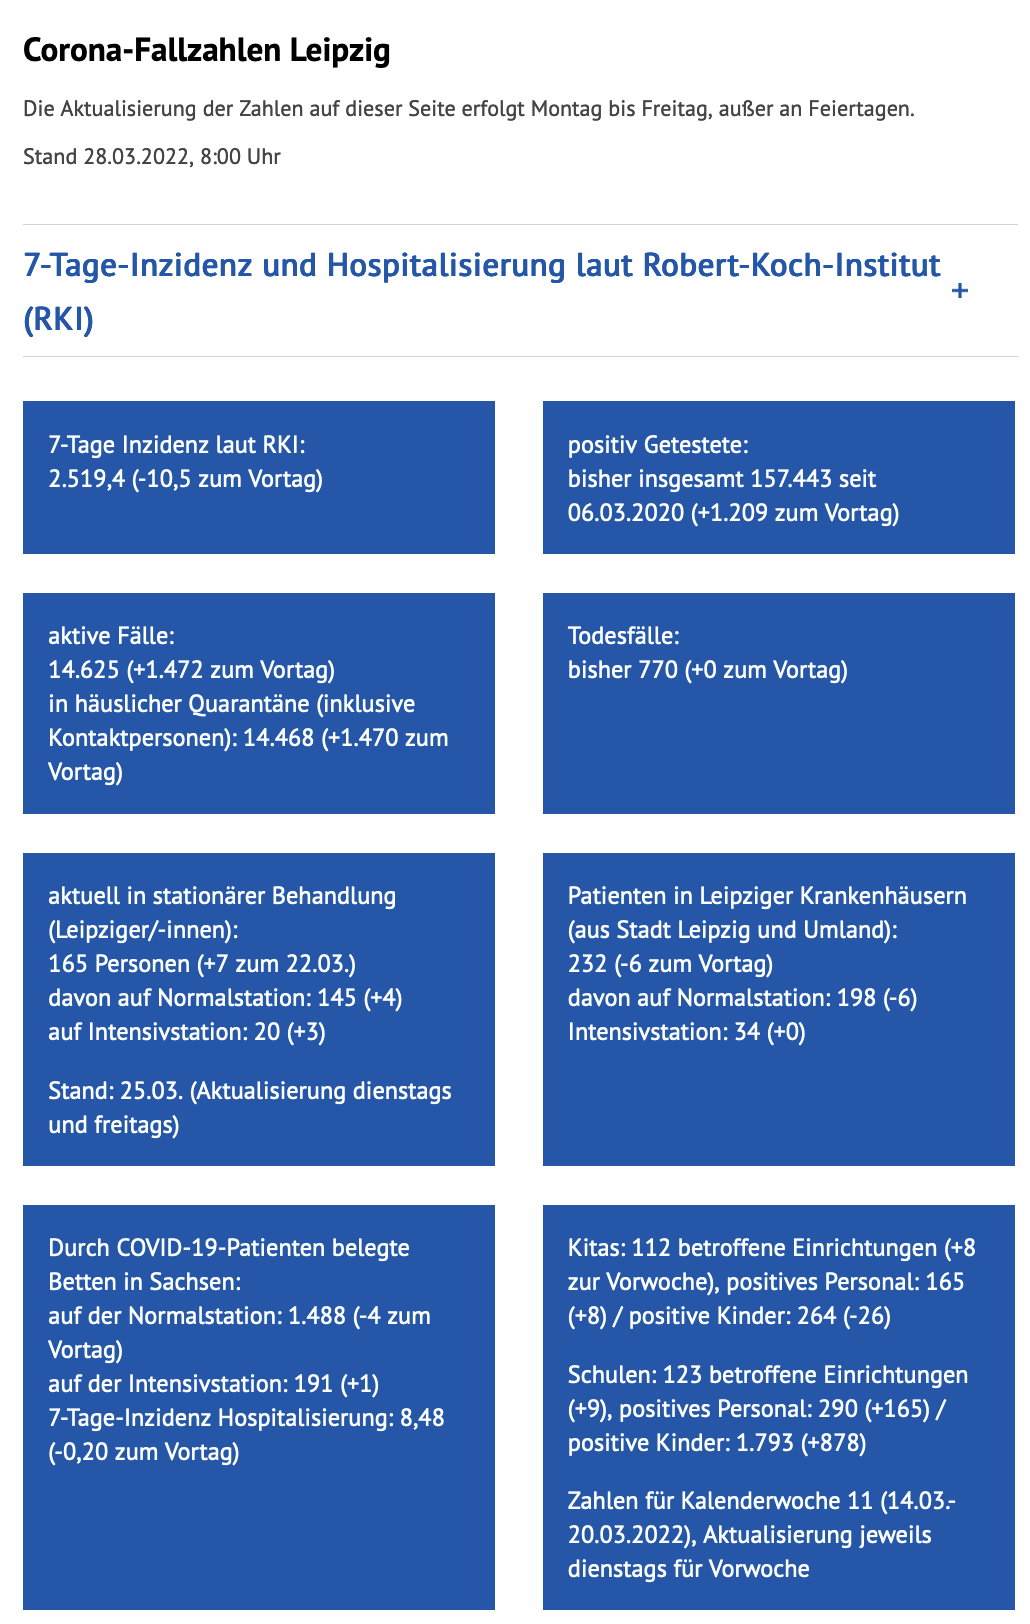 Corona-Fallzahlen Leipzig
Die Aktualisierung der Zahlen auf dieser Seite erfolgt Montag bis Freitag, außer an Feiertagen.
Stand 28.03.2022, 8:00 Uhr
7-Tage-Inzidenz und Hospitalisierung laut Robert-Koch-Institut
(RKI)
+
7-Tage Inzidenz laut RKI:
2.519,4 (-10,5 zum Vortag)
positiv Getestete:
bisher insgesamt 157.443 seit
06.03.2020 (+1.209 zum Vortag)
aktive Fälle:
14.625 (+1.472 zum Vortag)
in häuslicher Quarantäne (inklusive
Kontaktpersonen): 14.468 (+1.470 zum
Vortag)
Todesfälle:
bisher 770 (+0 zum Vortag)
aktuell in stationärer Behandlung
(Leipziger/-innen):
165 Personen (+7 zum 22.03.)
davon auf Normalstation: 145 (+4)
auf Intensivstation: 20 (+3)
Stand: 25.03. (Aktualisierung dienstags
und freitags)
Patienten in Leipziger Krankenhäusern
(aus Stadt Leipzig und Umland):
232 (-6 zum Vortag)
davon auf Normalstation: 198 (-6)
Intensivstation: 34 (+0)
Durch COVID-19-Patienten belegte
Betten in Sachsen:
auf der Normalstation: 1.488 (-4 zum
Vortag)
auf der Intensivstation: 191 (+1)
7-Tage-Inzidenz Hospitalisierung: 8,48
(-0,20 zum Vortag)
Kitas: 112 betroffene Einrichtungen (+8
zur Vorwoche), positives Personal: 165
(+8) / positive Kinder: 264 (-26)
Schulen: 123 betroffene Einrichtungen
(+9), positives Personal: 290 (+165) /
positive Kinder: 1.793 (+878)
Zahlen für Kalenderwoche 11 (14.03.-
20.03.2022), Aktualisierung jeweils
dienstags für Vorwoche